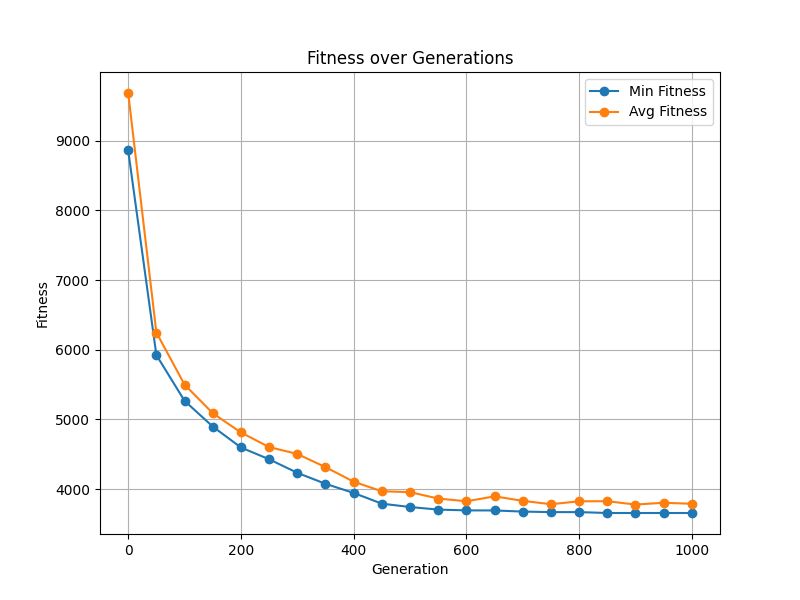 Fitness over Generations
Min Fitness
Avg Fitness
9000
8000
7000
6000
5000
4000
Fitness
0 200 400 600 800 1000
Generation